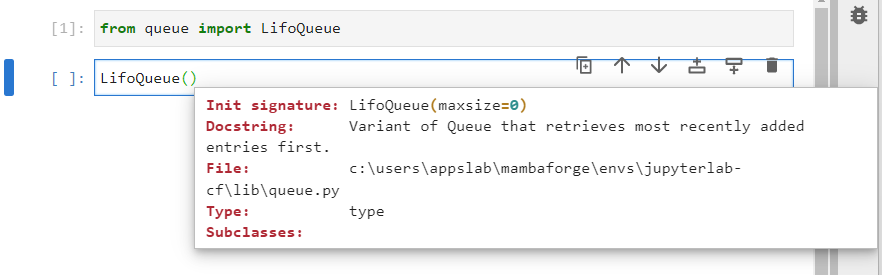 [1]: from queue import LifoQueue
[ ]: LifoQueue()
Init signature: LifoQueue(maxsize=0)
Docstring: Variant of Queue that retrieves most recently added
entries first.
File: c:\users\appslab\mambaforge\envs\jupyterlab-
cf\lib\queue.py
Type: type
Subclasses: